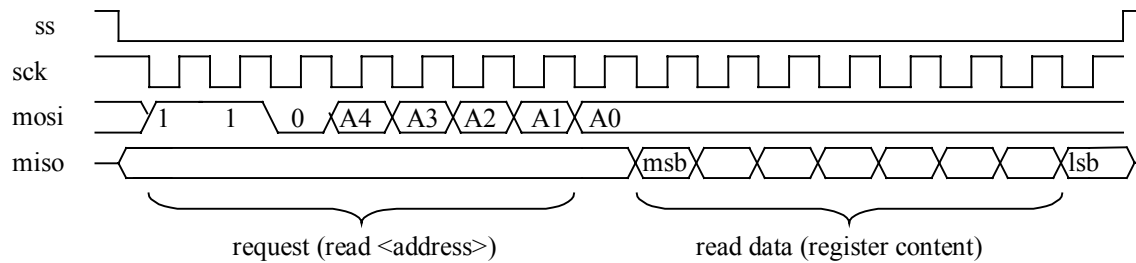 ss
sck
mosi 1 1 0 A4 A3 A2 A1 A0
miso msb lsb
request (read <address>) read data (register content)